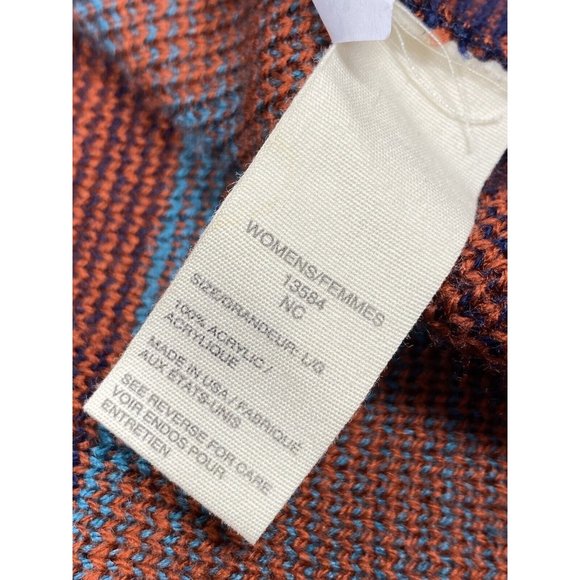 WOMENS/FEMMES
13584
NC
SIZE/GRANDEUR: L/G
100% ACRYLIC /
ACRYLIQUE
MADE IN USA / FABRIQUÉ
AUX ÉTATS-UNIS
SEE REVERSE FOR CARE
VOIR ENDOS POUR
ENTRETIEN